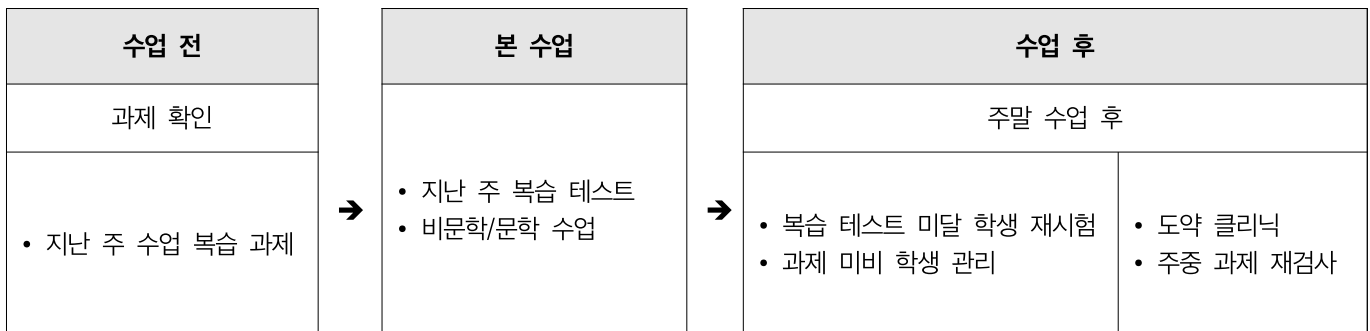 수업 전
과제 확인
• 지난 주 수업 복습 과제
➔
본 수업
• 지난 주 복습 테스트
• 비문학/문학 수업
➔
수업 후
주말 수업 후
• 복습 테스트 미달 학생 재시험
• 과제 미비 학생 관리
• 도약 클리닉
• 주중 과제 재검사